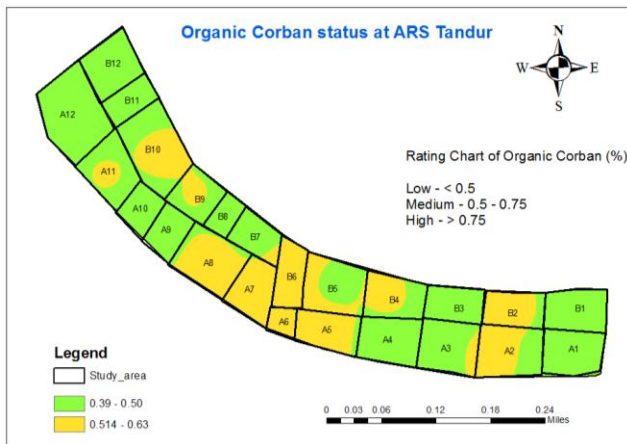 Organic Corban status at ARS Tandur
N
W E
S
B12
B11
A12
B10
A11
B9
A10
B8
A9
B7
A8
B6
A7
B5
B4
B3
B2
B1
A6
A5
A4
A3
A2
A1
Rating Chart of Organic Corban (%)
Low - < 0.5
Medium - 0.5 - 0.75
High - > 0.75
Legend
Study_area
0.39 - 0.50
0.514 - 0.63
0 0.03 0.06 0.12 0.18 0.24
Miles